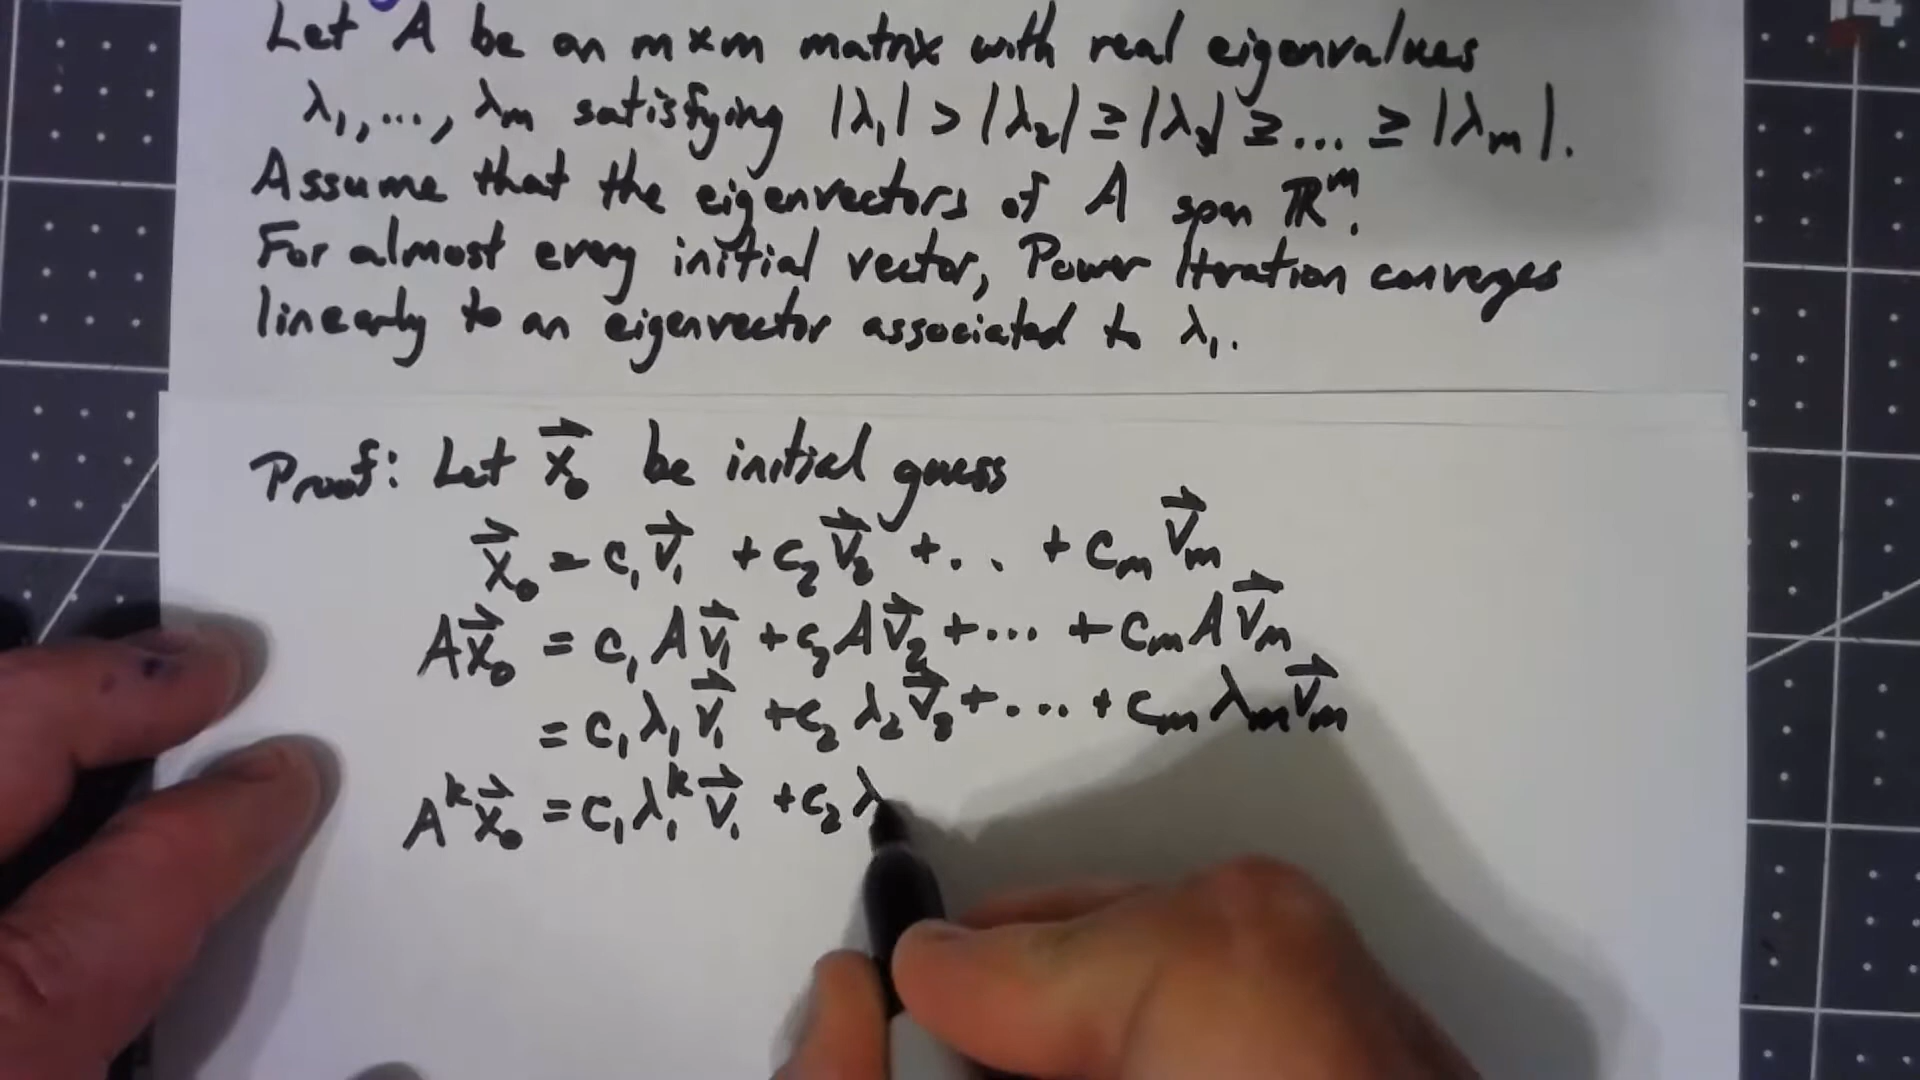 Let A be an m×m matrix with real eigenvalues
λ₁,..., λₘ satisfying |λ₁| > |λ₂| ≥ |λ₃| ≥ ... ≥ |λₘ|.
Assume that the eigenvectors of A span ℝᵐ.
For almost every initial vector, Power Iteration converges
linearly to an eigenvector associated to λ₁.
Proof: Let x⃗₀ be initial guess
x⃗₀ = c₁v⃗₁ + c₂v⃗₂ + .. + cₘv⃗ₘ
Ax⃗₀ = c₁Av⃗₁ + c₂Av⃗₂ + ... + cₘAv⃗ₘ
= c₁λ₁v⃗₁ + c₂λ₂v⃗₂ + ... + cₘλₘv⃗ₘ
Aᵏx⃗₀ = c₁λ₁ᵏv⃗₁ + c₂λ